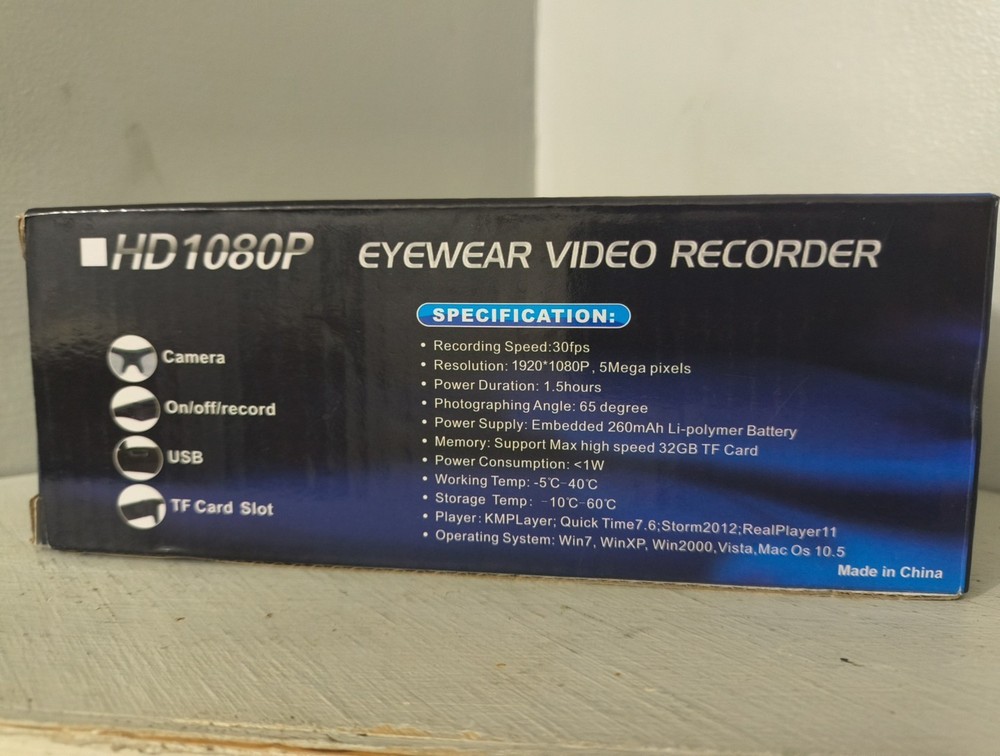 HD1080P EYEWEAR VIDEO RECORDER
SPECIFICATION:
Camera
On/off/record
USB
TF Card Slot
• Recording Speed:30fps
• Resolution: 1920*1080P, 5Mega pixels
• Power Duration: 1.5hours
• Photographing Angle: 65 degree
• Power Supply: Embedded 260mAh Li-polymer Battery
• Memory: Support Max high speed 32GB TF Card
• Power Consumption: <1W
• Working Temp: -5℃-40℃
• Storage Temp: -10℃-60℃
• Player: KMPLayer; Quick Time7.6;Storm2012;RealPlayer11
• Operating System: Win7, WinXP, Win2000,Vista,Mac Os 10.5
Made in China